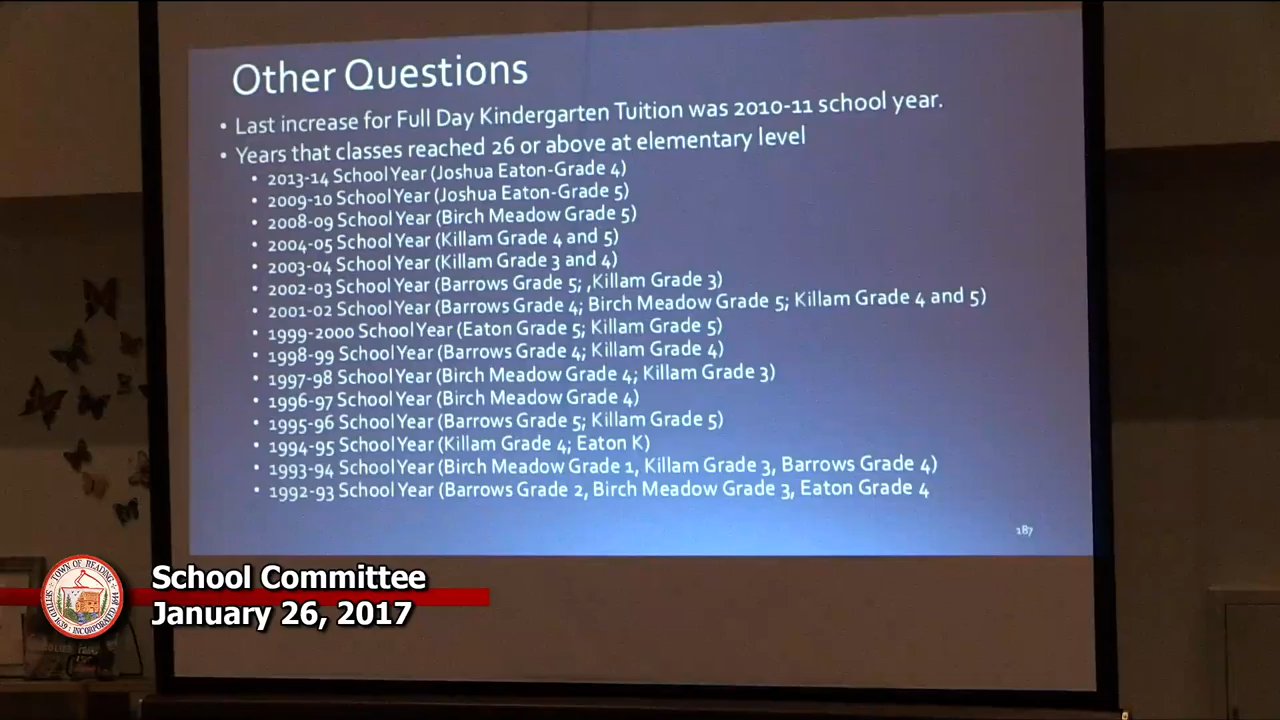 Other Questions
• Last increase for Full Day Kindergarten Tuition was 2010-11 school year.
• Years that classes reached 26 or above at elementary level
• 2013-14 School Year (Joshua Eaton-Grade 4)
• 2009-10 School Year (Joshua Eaton-Grade 5)
• 2008-09 School Year (Birch Meadow Grade 5)
• 2004-05 School Year (Killam Grade 4 and 5)
• 2003-04 School Year (Killam Grade 3 and 4)
• 2002-03 School Year (Barrows Grade 5; ,Killam Grade 3)
• 2001-02 School Year (Barrows Grade 4; Birch Meadow Grade 5; Killam Grade 4 and 5)
• 1999-2000 School Year (Eaton Grade 5; Killam Grade 5)
• 1998-99 School Year (Barrows Grade 4; Killam Grade 4)
• 1997-98 School Year (Birch Meadow Grade 4; Killam Grade 3)
• 1996-97 School Year (Birch Meadow Grade 4)
• 1995-96 School Year (Barrows Grade 5; Killam Grade 5)
• 1994-95 School Year (Killam Grade 4; Eaton K)
• 1993-94 School Year (Birch Meadow Grade 1, Killam Grade 3, Barrows Grade 4)
• 1992-93 School Year (Barrows Grade 2, Birch Meadow Grade 3, Eaton Grade 4
187
TOWN OF READING
SETTLED 1639 INCORPORATED 1644
School Committee
January 26, 2017